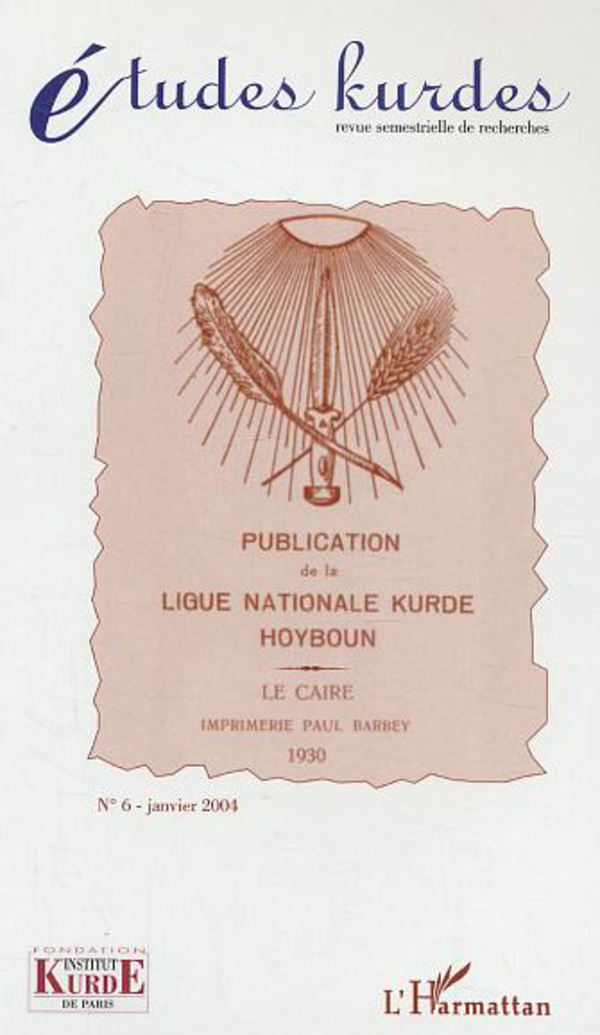 études kurdes
revue semestrielle de recherches
PUBLICATION
de la
LIGUE NATIONALE KURDE
HOYBOUN
LE CAIRE
IMPRIMERIE PAUL BARBEY
1930
N° 6 - janvier 2004
FONDATION
INSTITUT
KURDE
DE PARIS
L'Harmattan